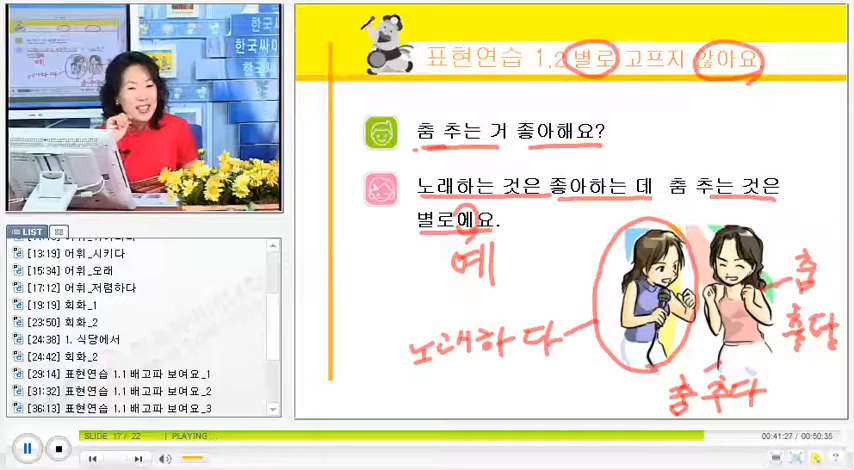 한국
한국싸이
한국
표현연습 1.2 별로 고프지 않아요
춤 추는 거 좋아해요?
노래하는 것은 좋아하는 데 춤 추는 것은
별로에요.
예
노래하다
춤
춤추다
LIST
[13:19] 어휘_시키다
[15:34] 어휘_오래
[17:12] 어휘_저렴하다
[19:19] 회화_1
[23:50] 회화_2
[24:38] 1. 식당에서
[24:42] 회화_2
[29:14] 표현연습 1.1 배고파 보여요_1
[31:32] 표현연습 1.1 배고파 보여요_2
[36:13] 표현연습 1.1 배고파 보여요_3
SLIDE 17 / 22 | PLAYING ...
00:41:27 / 00:50:35